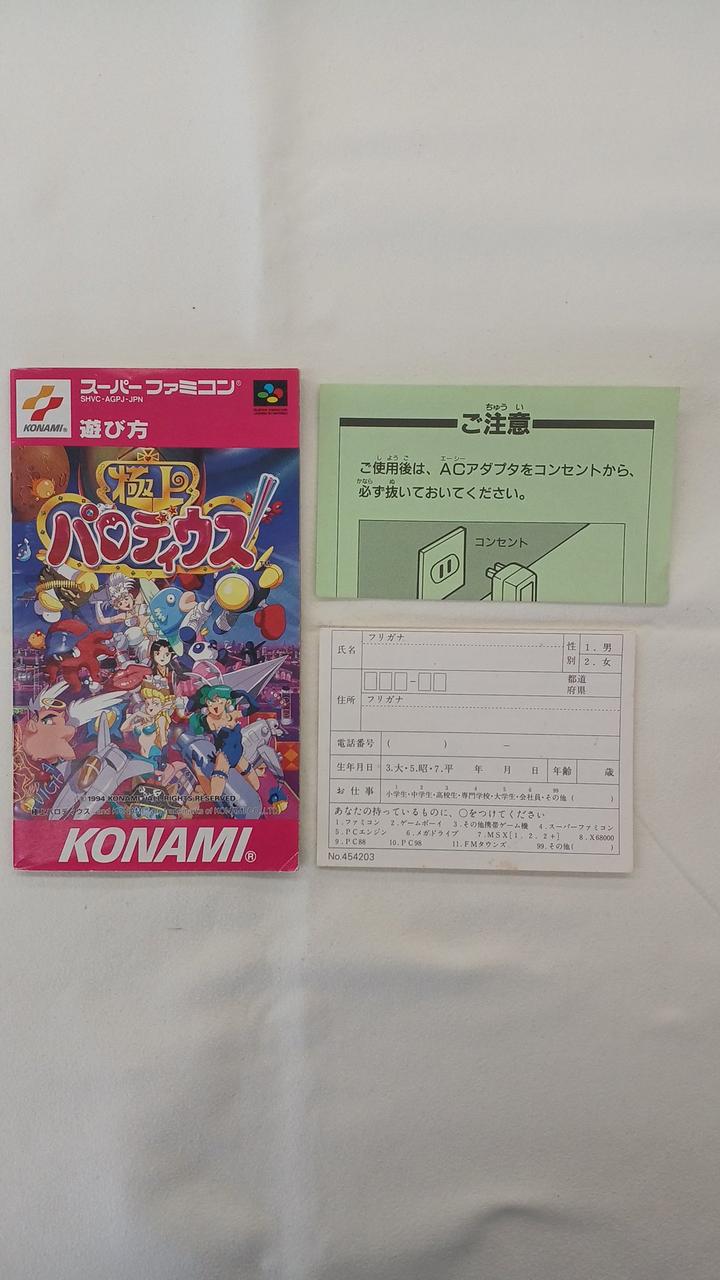 KONAMI®
スーパーファミコン®
SHVC-AGPJ-JPN
遊び方
極上
パロディウス
© 1994 KONAMI ALL RIGHTS RESERVED
KONAMI®
ちゅう い
ご注意
しようご エーシー
ご使用後は、ACアダプタをコンセントから、
かなら ぬ
必ず抜いておいてください。
コンセント
氏名 フリガナ 性別 1.男 2.女
住所 都道府県
フリガナ
電話番号 ( ) −
生年月日 3.大・5.昭・7.平 年 月 日 年齢 歳
お仕事 小学生・中学生・高校生・専門学校・大学生・会社員・その他( )
あなたの持っているものに、○をつけてください
1.ファミコン 2.ゲームボーイ 3.その他携帯ゲーム機 4.スーパーファミコン
5.PCエンジン 6.メガドライブ 7.MSX[1.2.2+] 8.X68000
9.PC88 10.PC98 11.FMタウンズ 99.その他( )
No.454203